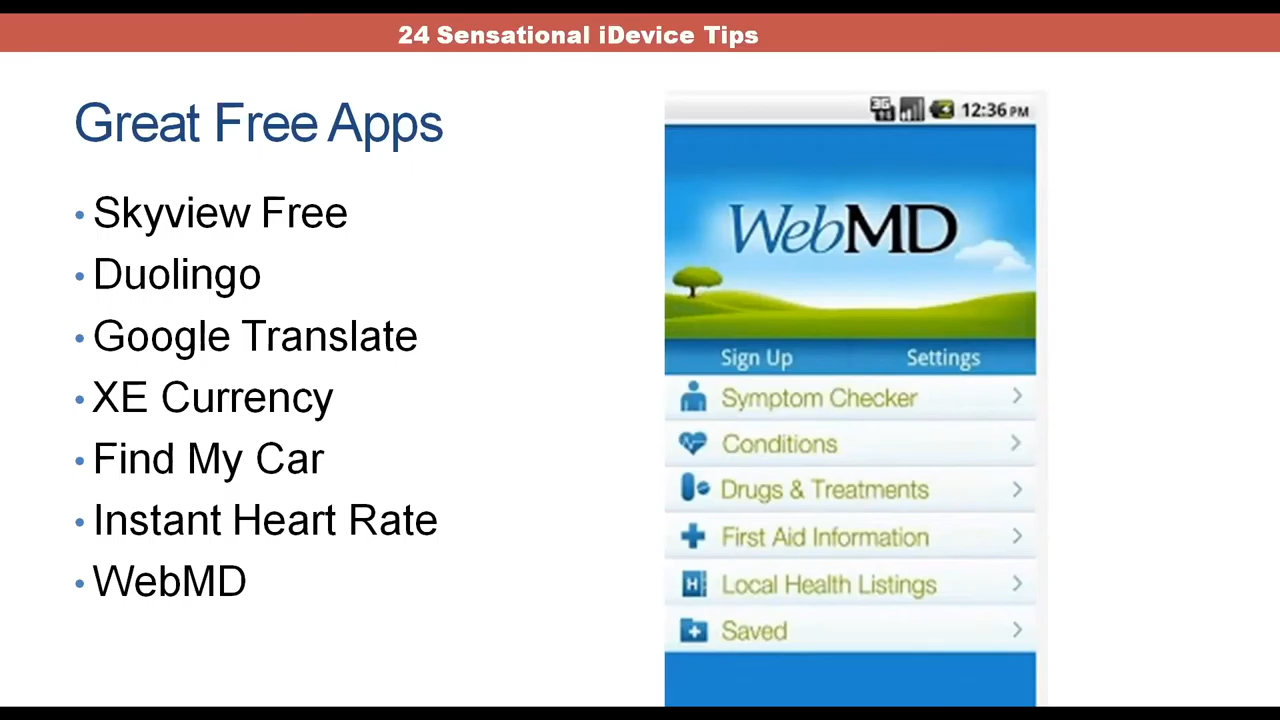 24 Sensational iDevice Tips
Great Free Apps
• Skyview Free
• Duolingo
• Google Translate
• XE Currency
• Find My Car
• Instant Heart Rate
• WebMD
3G
12:36 PM
WebMD
Sign Up
Settings
Symptom Checker
Conditions
Drugs & Treatments
First Aid Information
H
Local Health Listings
Saved